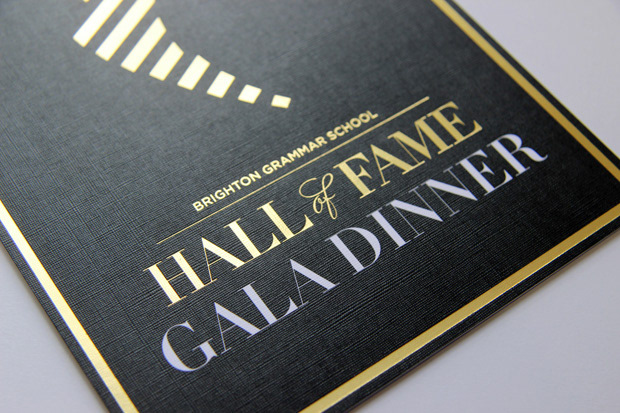 BRIGHTON GRAMMAR SCHOOL
HALL of FAME
GALA DINNER